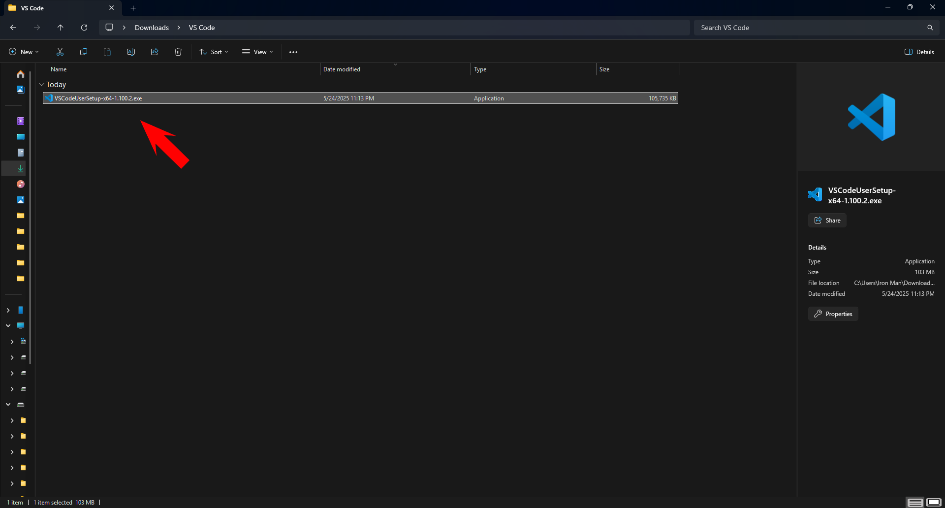 VS Code
Downloads
VS Code
Search VS Code
New
Sort
View
Details
Name
Date modified
Type
Size
Today
VSCodeUserSetup-x64-1.100.2.exe
5/24/2025 11:13 PM
Application
105,735 KB
VSCodeUserSetup-
x64-1.100.2.exe
Share
Details
Type
Application
Size
103 MB
File location
C:\Users\Iron Man\Download...
Date modified
5/24/2025 11:13 PM
Properties
1 item
1 item selected 103 MB